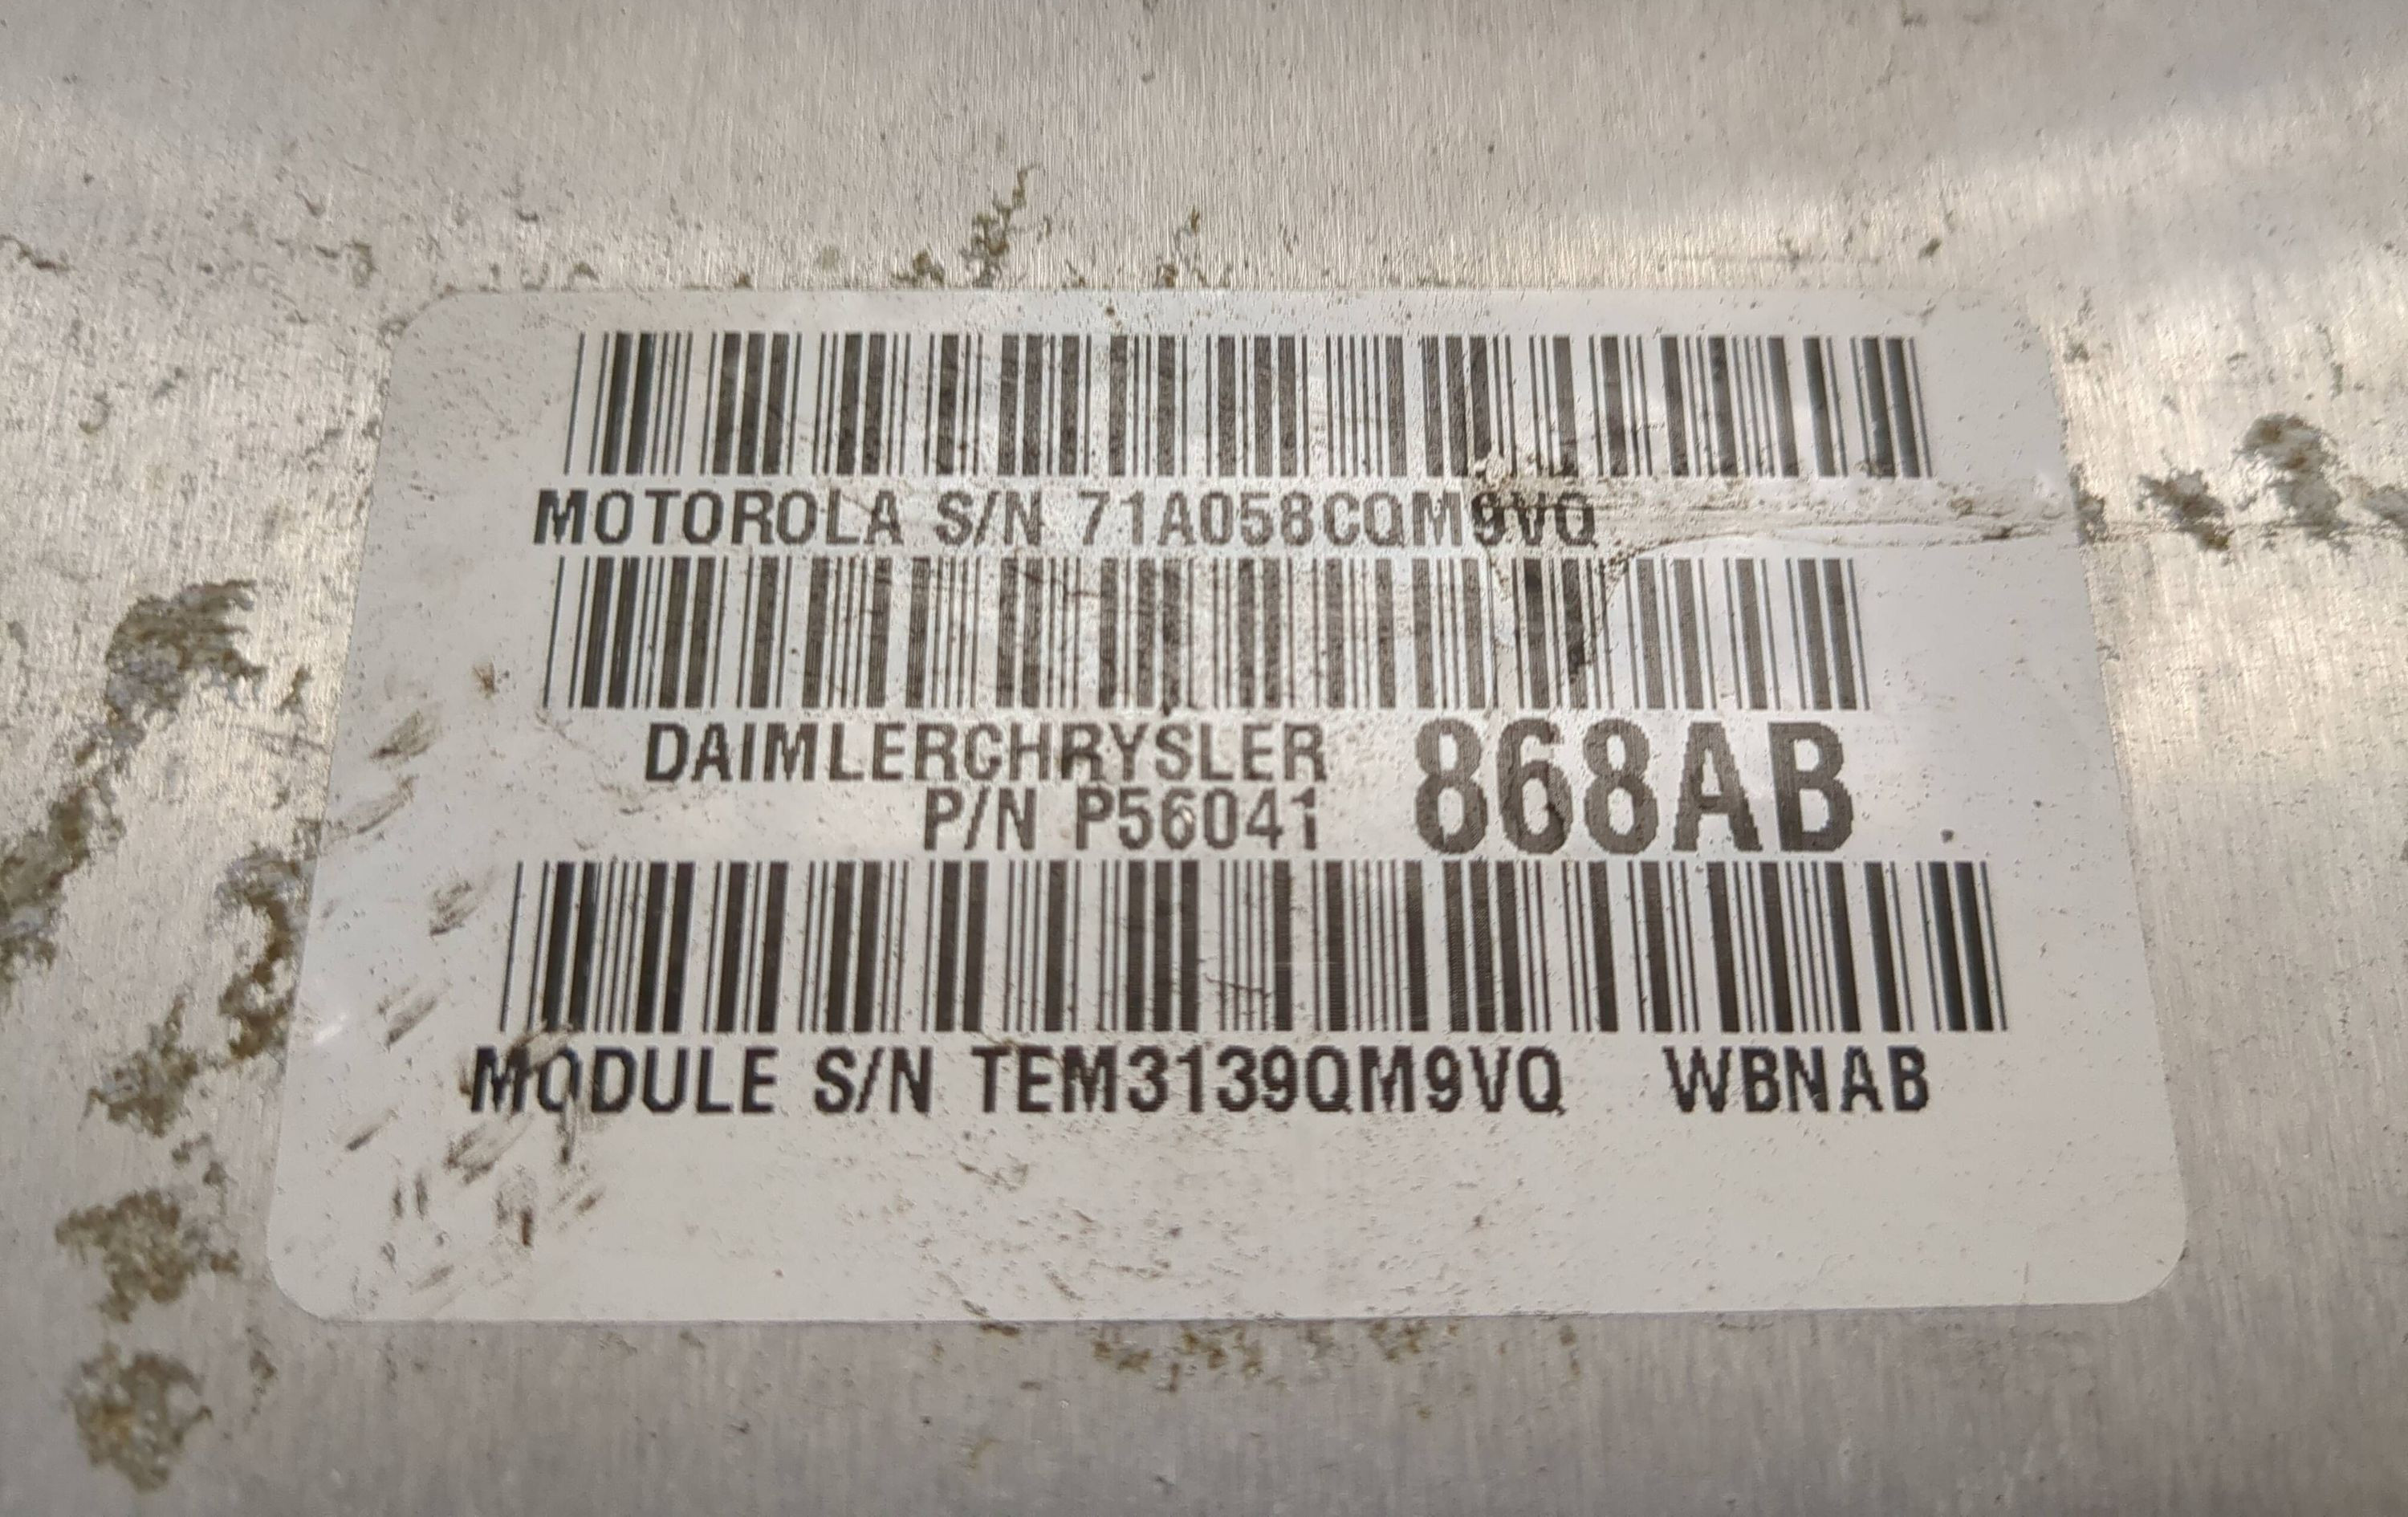 MOTOROLA S/N 71A058CQM9VQ
DAIMLERCHRYSLER
P/N P56041 868AB
MODULE S/N TEM3139QM9VQ WBNAB